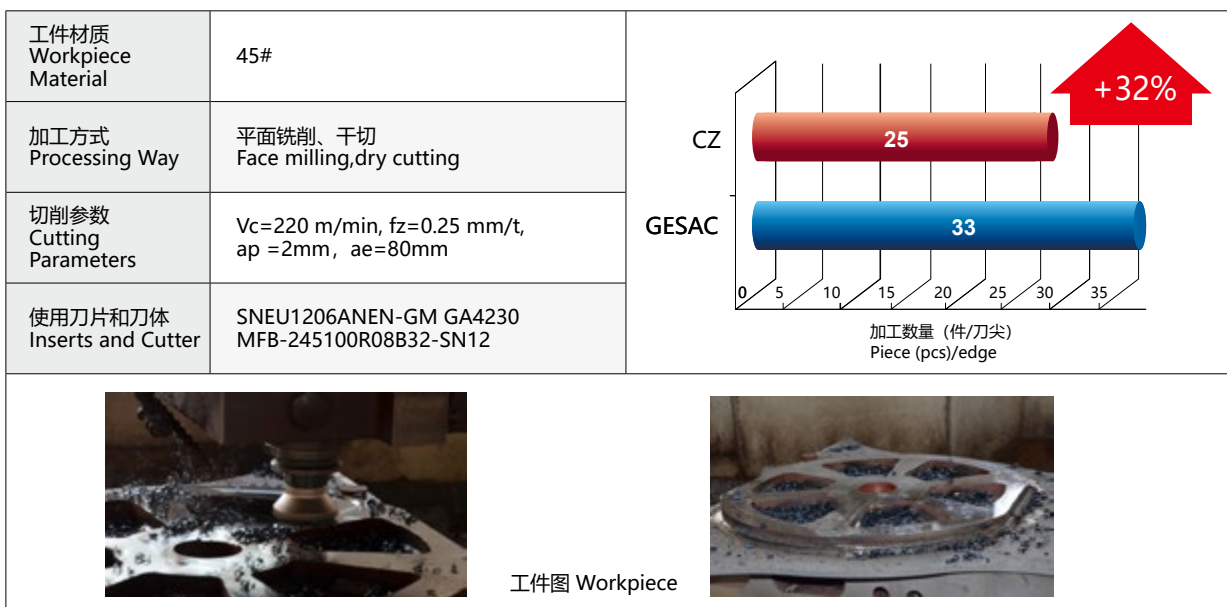 工件材质
Workpiece
Material
45#
加工方式
Processing Way
平面铣削、干切
Face milling,dry cutting
切削参数
Cutting
Parameters
Vc=220 m/min, fz=0.25 mm/t,
ap =2mm，ae=80mm
使用刀片和刀体
Inserts and Cutter
SNEU1206ANEN-GM GA4230
MFB-245100R08B32-SN12
+32%
CZ
25
GESAC
33
0 5 10 15 20 25 30 35
加工数量（件/刀尖）
Piece (pcs)/edge
工件图 Workpiece